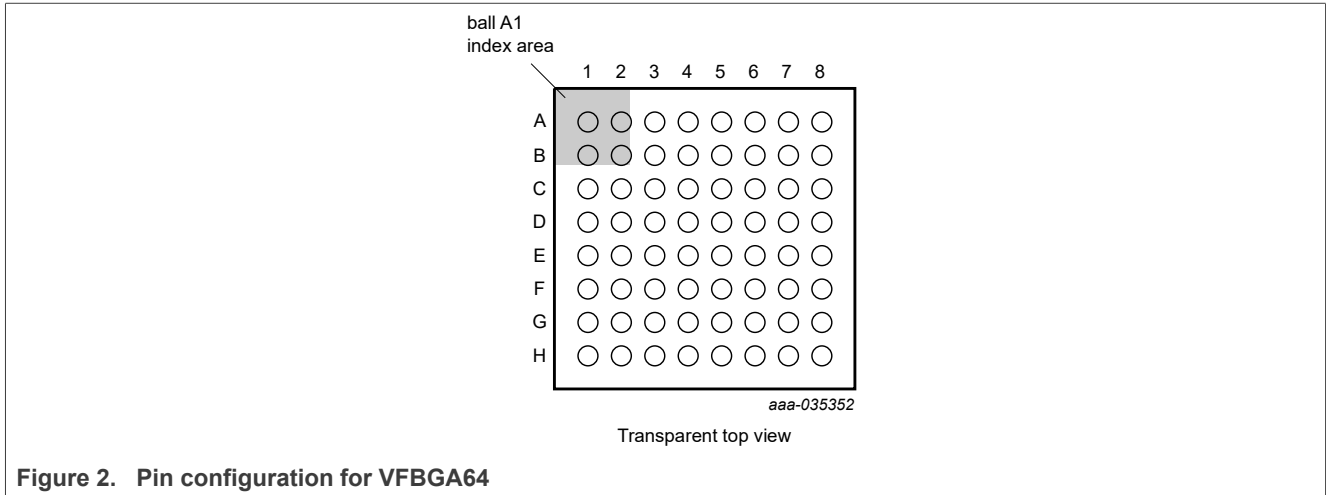 ball A1
index area
1 2 3 4 5 6 7 8
A
B
C
D
E
F
G
H
aaa-035352
Transparent top view
Figure 2. Pin configuration for VFBGA64